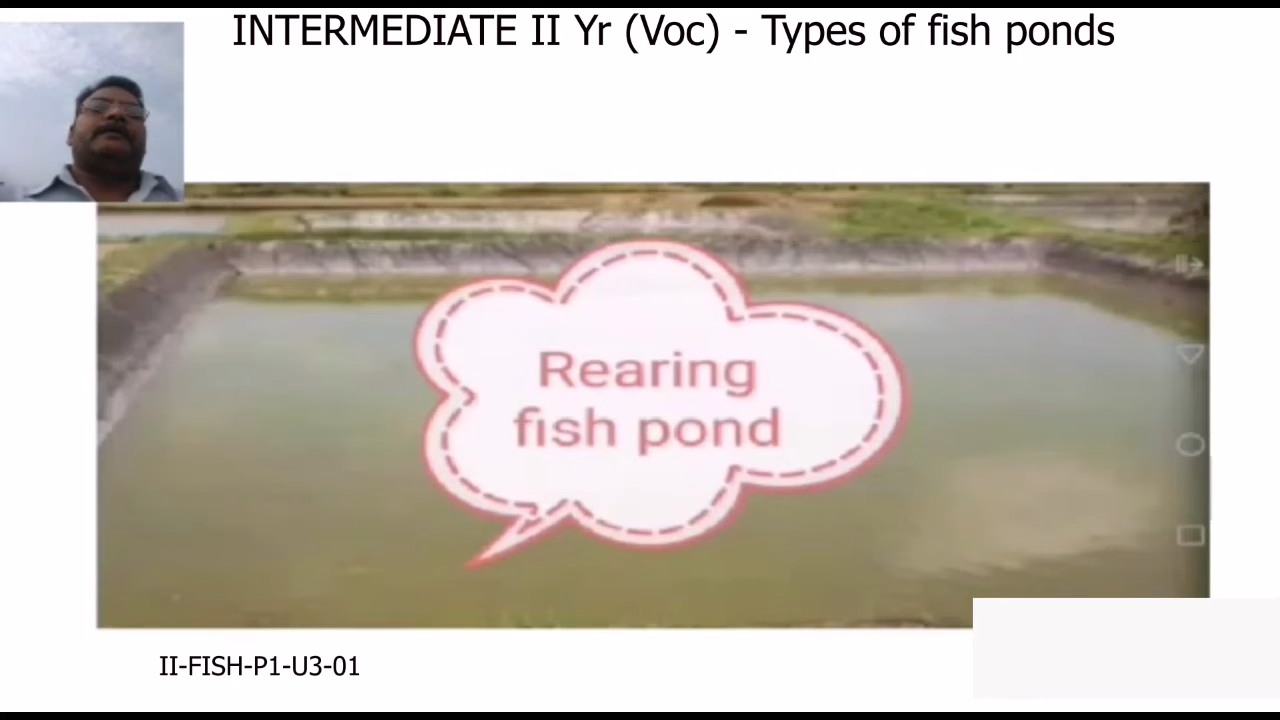 INTERMEDIATE II Yr (Voc) - Types of fish ponds
Rearing
fish pond
II-FISH-P1-U3-01